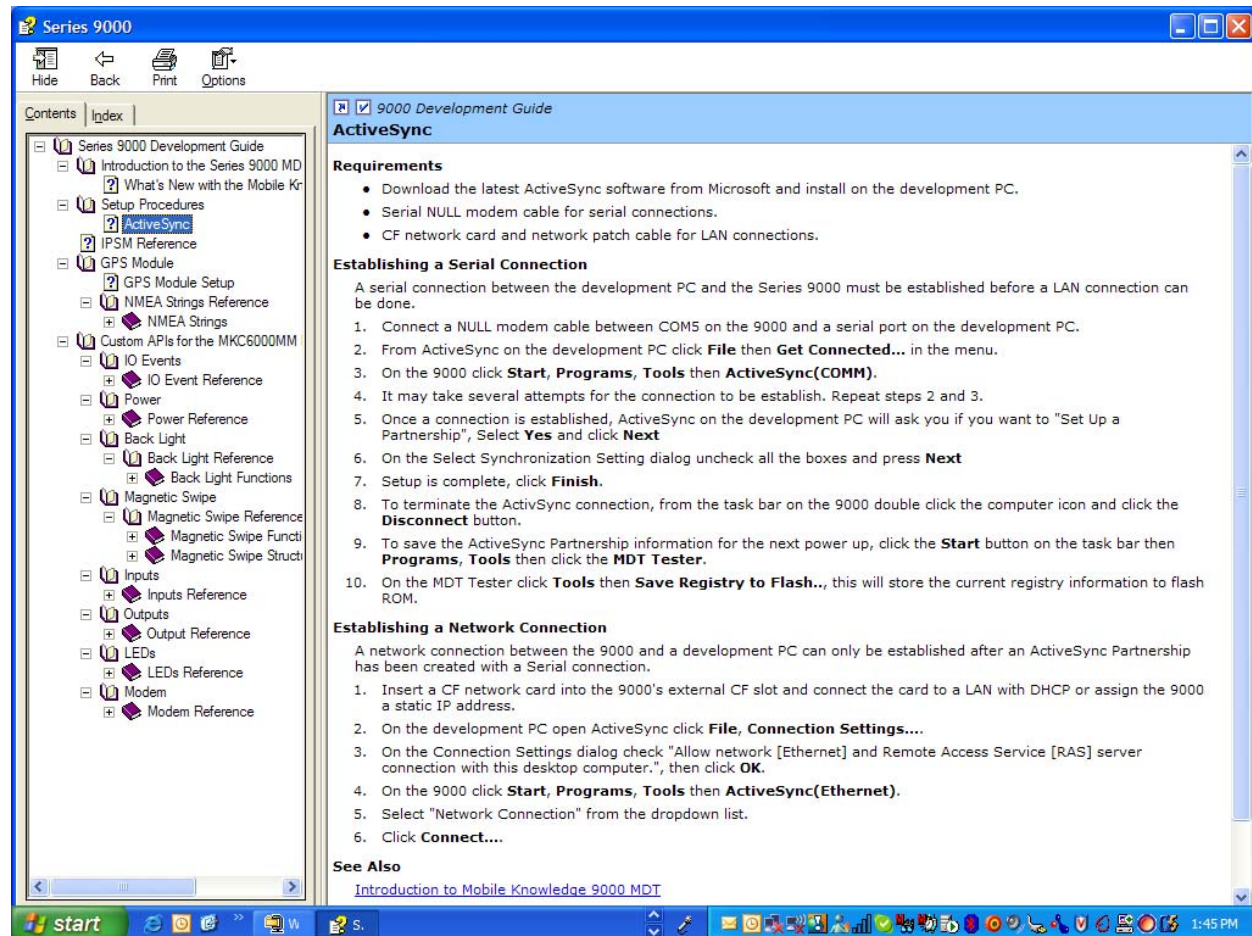 Series 9000
Hide Back Print Options
Contents Index
Series 9000 Development Guide
Introduction to the Series 9000 MD
What's New with the Mobile Kr
Setup Procedures
ActiveSync
IPSM Reference
GPS Module
GPS Module Setup
NMEA Strings Reference
NMEA Strings
Custom APIs for the MKC6000MM
IO Events
IO Event Reference
Power
Power Reference
Back Light
Back Light Reference
Back Light Functions
Magnetic Swipe
Magnetic Swipe Reference
Magnetic Swipe Functi
Magnetic Swipe Struct
Inputs
Inputs Reference
Outputs
Output Reference
LEDs
LEDs Reference
Modem
Modem Reference
9000 Development Guide
ActiveSync
Requirements
• Download the latest ActiveSync software from Microsoft and install on the development PC.
• Serial NULL modem cable for serial connections.
• CF network card and network patch cable for LAN connections.
Establishing a Serial Connection
A serial connection between the development PC and the Series 9000 must be established before a LAN connection can
be done.
1. Connect a NULL modem cable between COM5 on the 9000 and a serial port on the development PC.
2. From ActiveSync on the development PC click File then Get Connected... in the menu.
3. On the 9000 click Start, Programs, Tools then ActiveSync(COMM).
4. It may take several attempts for the connection to be establish. Repeat steps 2 and 3.
5. Once a connection is established, ActiveSync on the development PC will ask you if you want to "Set Up a
Partnership", Select Yes and click Next
6. On the Select Synchronization Setting dialog uncheck all the boxes and press Next
7. Setup is complete, click Finish.
8. To terminate the ActivSync connection, from the task bar on the 9000 double click the computer icon and click the
Disconnect button.
9. To save the ActiveSync Partnership information for the next power up, click the Start button on the task bar then
Programs, Tools then click the MDT Tester.
10. On the MDT Tester click Tools then Save Registry to Flash.., this will store the current registry information to flash
ROM.
Establishing a Network Connection
A network connection between the 9000 and a development PC can only be established after an ActiveSync Partnership
has been created with a Serial connection.
1. Insert a CF network card into the 9000's external CF slot and connect the card to a LAN with DHCP or assign the 9000
a static IP address.
2. On the development PC open ActiveSync click File, Connection Settings....
3. On the Connection Settings dialog check "Allow network [Ethernet] and Remote Access Service [RAS] server
connection with this desktop computer.", then click OK.
4. On the 9000 click Start, Programs, Tools then ActiveSync(Ethernet).
5. Select "Network Connection" from the dropdown list.
6. Click Connect....
See Also
Introduction to Mobile Knowledge 9000 MDT
start W S. 1:45 PM